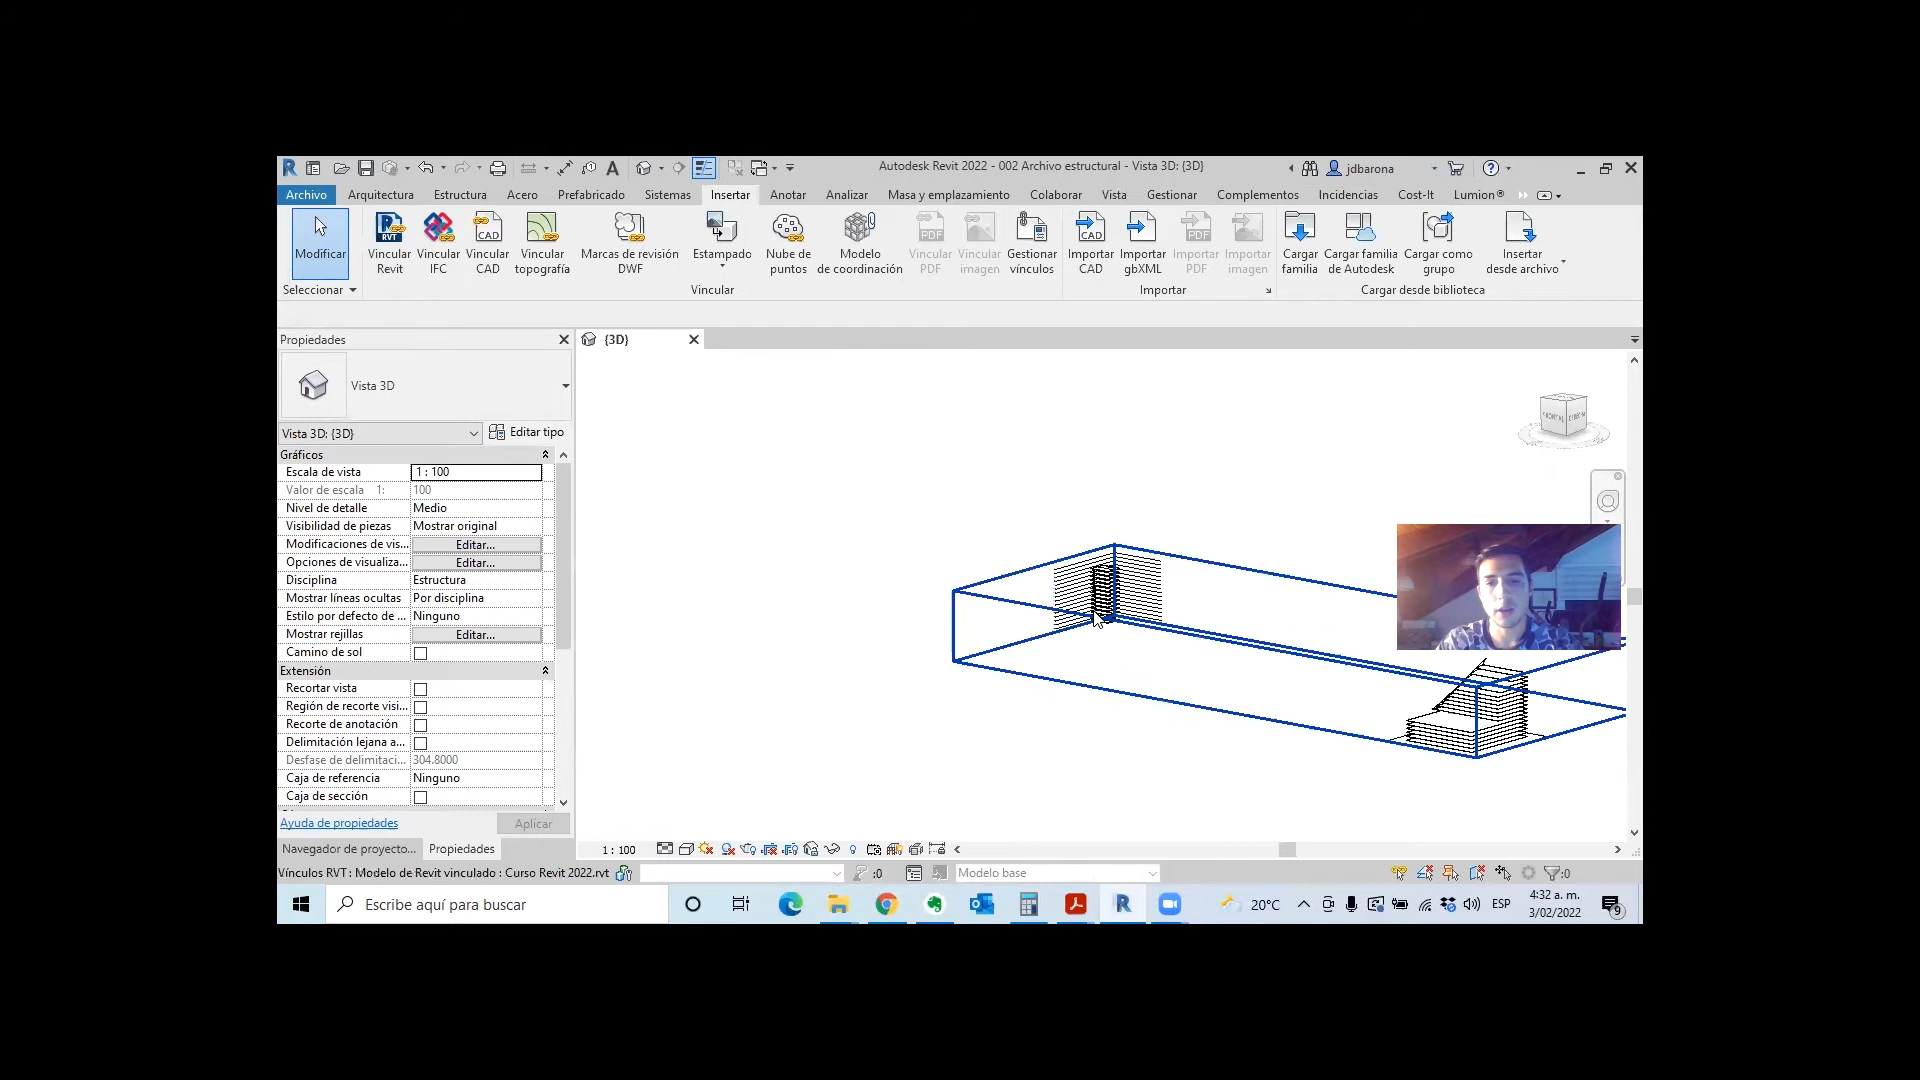 Autodesk Revit 2022 - 002 Archivo estructural - Vista 3D: {3D}
jdbarona
Archivo Arquitectura Estructura Acero Prefabricado Sistemas Insertar Anotar Analizar Masa y emplazamiento Colaborar Vista Gestionar Complementos Incidencias Cost-It Lumion®
Modificar
Vincular Revit
Vincular IFC
Vincular CAD
Vincular topografía
Marcas de revisión DWF
Estampado
Nube de puntos
Modelo de coordinación
Vincular PDF
Vincular imagen
Gestionar vínculos
Importar CAD
Importar gbXML
Importar PDF
Importar imagen
Cargar familia
Cargar familia de Autodesk
Cargar como grupo
Insertar desde archivo
Seleccionar
Vincular
Importar
Cargar desde biblioteca
Propiedades
{3D}
Vista 3D
Vista 3D: {3D}
Editar tipo
Gráficos
Escala de vista 1 : 100
Valor de escala 1: 100
Nivel de detalle Medio
Visibilidad de piezas Mostrar original
Modificaciones de vis... Editar...
Opciones de visualiza... Editar...
Disciplina Estructura
Mostrar líneas ocultas Por disciplina
Estilo por defecto de ... Ninguno
Mostrar rejillas Editar...
Camino de sol
Extensión
Recortar vista
Región de recorte visi...
Recorte de anotación
Delimitación lejana a...
Desfase de delimitaci... 304.8000
Caja de referencia Ninguno
Caja de sección
Ayuda de propiedades
Aplicar
Navegador de proyecto...
Propiedades
1 : 100
Vínculos RVT : Modelo de Revit vinculado : Curso Revit 2022.rvt
:0
Modelo base
:0
Escribe aquí para buscar
20°C
ESP
4:32 a. m.
3/02/2022
9